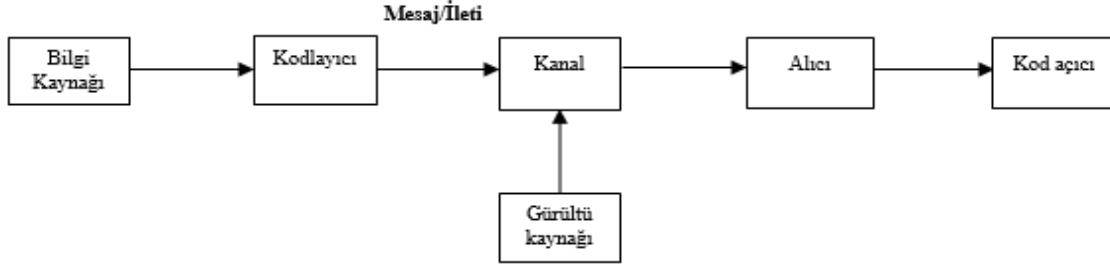 Mesaj/İleti
Bilgi
Kaynağı
Kodlayıcı
Kanal
Alıcı
Kod açıcı
Gürültü
kaynağı